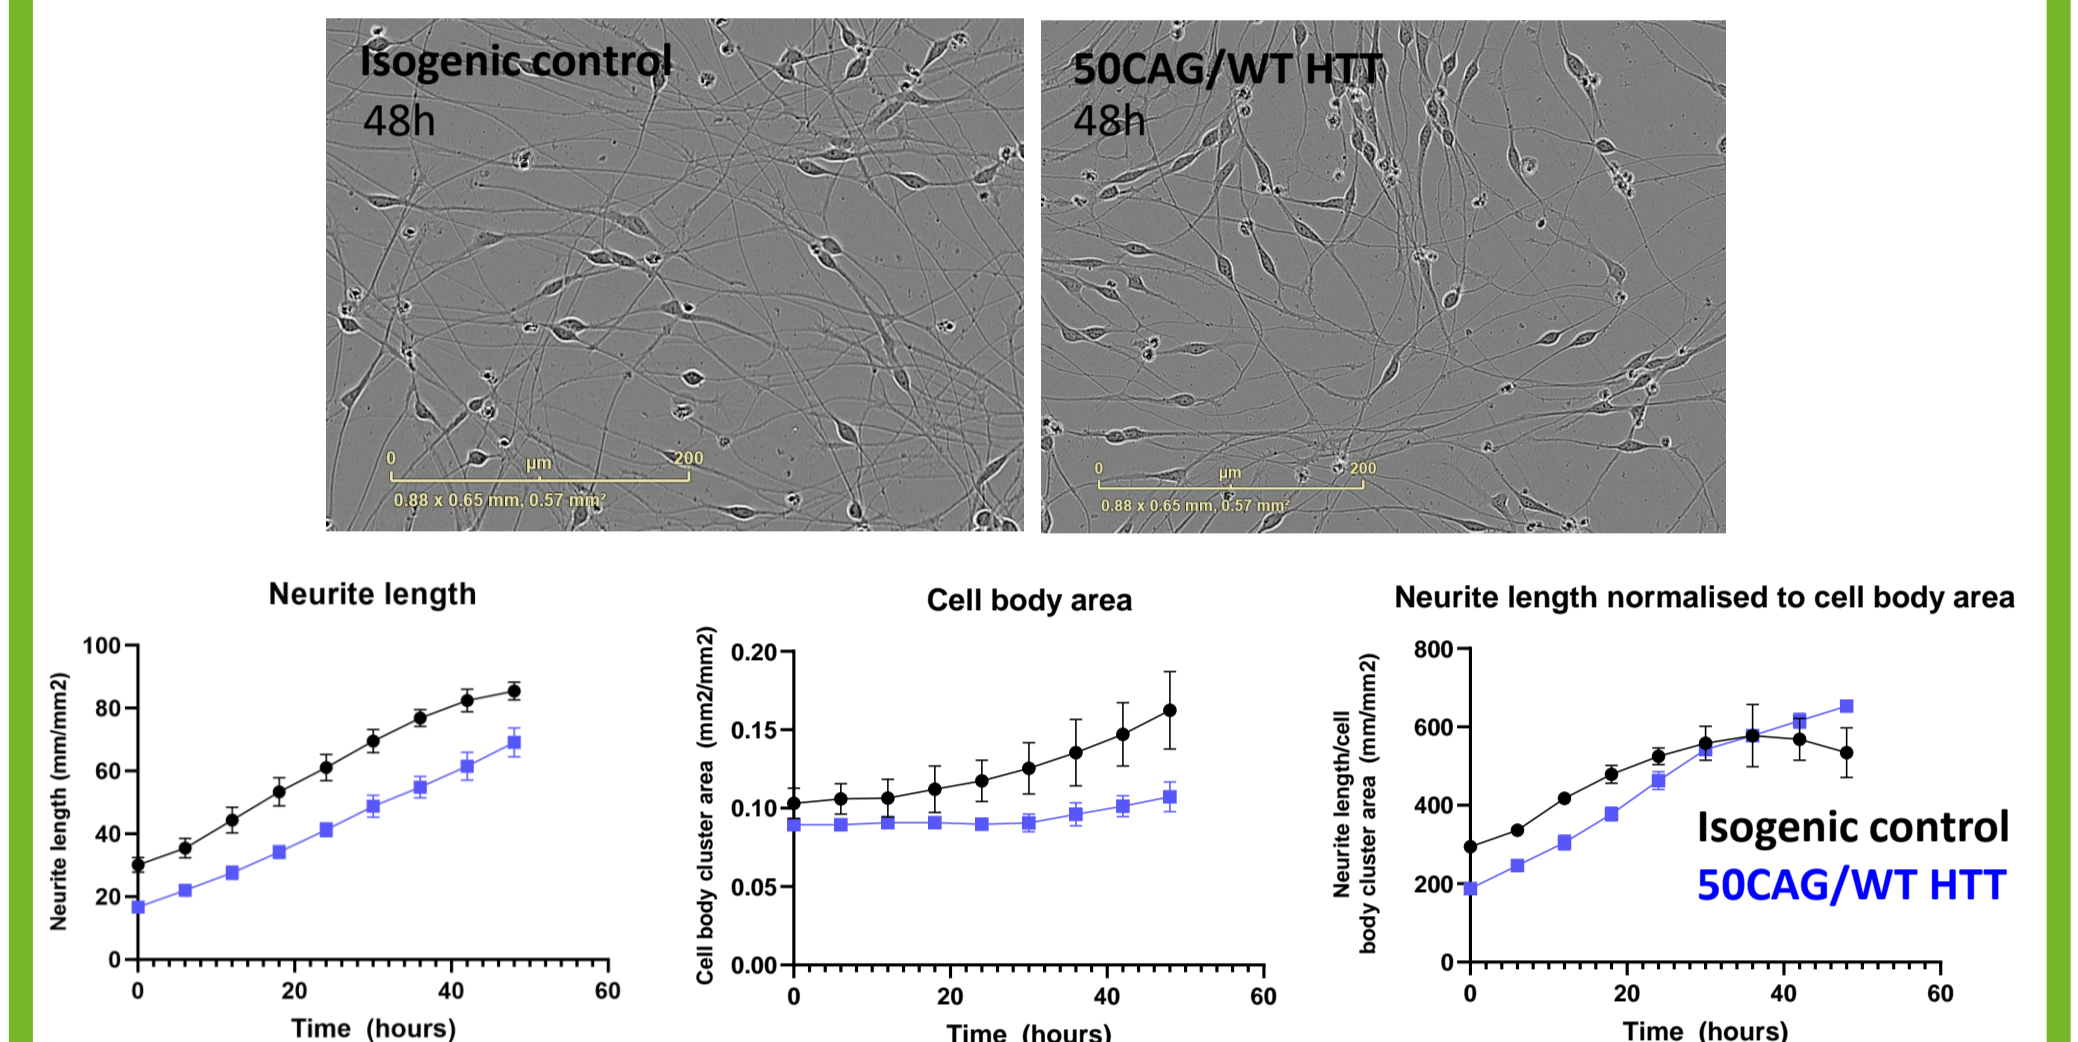 Isogenic control
48h
0 µm 200
0.88 x 0.65 mm, 0.57 mm²
50CAG/WT HTT
48h
0 µm 200
0.88 x 0.65 mm, 0.57 mm²
Neurite length
Neurite length (mm/mm2)
100
80
60
40
20
0
0 20 40 60
Time (hours)
Cell body area
Cell body cluster area (mm2/mm2)
0.20
0.15
0.10
0.05
0.00
0 20 40 60
Time (hours)
Neurite length normalised to cell body area
Neurite length/cell
body cluster area (mm/mm2)
800
600
400
200
0
0 20 40 60
Time (hours)
Isogenic control
50CAG/WT HTT